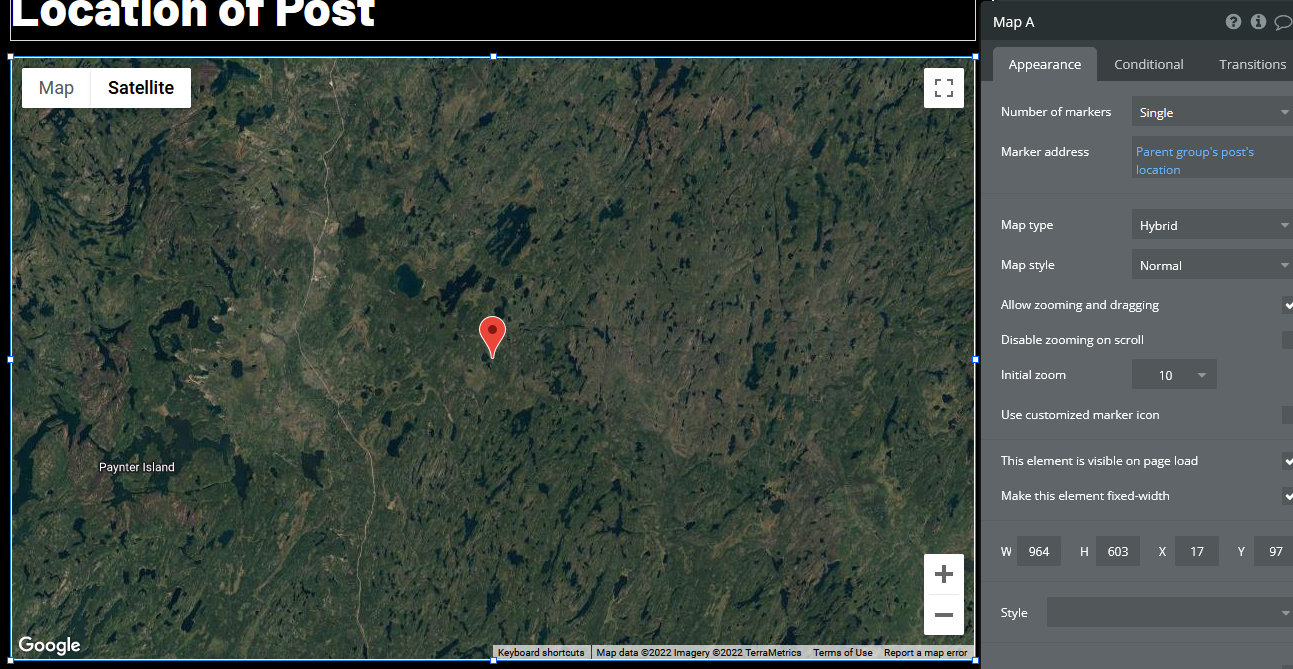 Location of Post
Map Satellite
Paynter Island
Google
Keyboard shortcuts Map data ©2022 Imagery ©2022 TerraMetrics Terms of Use Report a map error
Map A
Appearance Conditional Transitions
Number of markers Single
Marker address Parent group's post's
location
Map type Hybrid
Map style Normal
Allow zooming and dragging
Disable zooming on scroll
Initial zoom 10
Use customized marker icon
This element is visible on page load
Make this element fixed-width
W 964 H 603 X 17 Y 97
Style